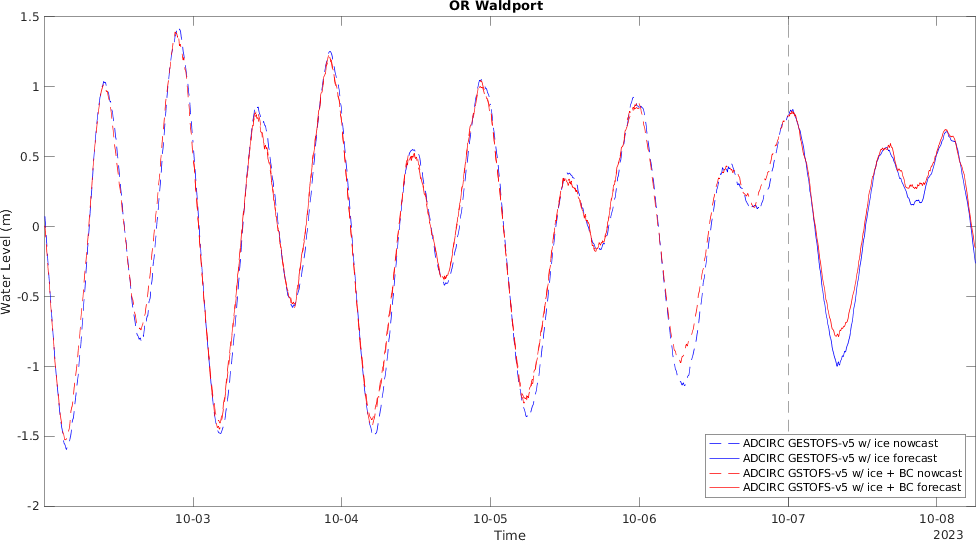 OR Waldport
1.5
1
0.5
0
-0.5
-1
-1.5
-2
Water Level (m)
10-03
10-04
10-05
10-06
10-07
10-08
Time
2023
ADCIRC GESTOFS-v5 w/ ice nowcast
ADCIRC GESTOFS-v5 w/ ice forecast
ADCIRC GSTOFS-v5 w/ ice + BC nowcast
ADCIRC GSTOFS-v5 w/ ice + BC forecast